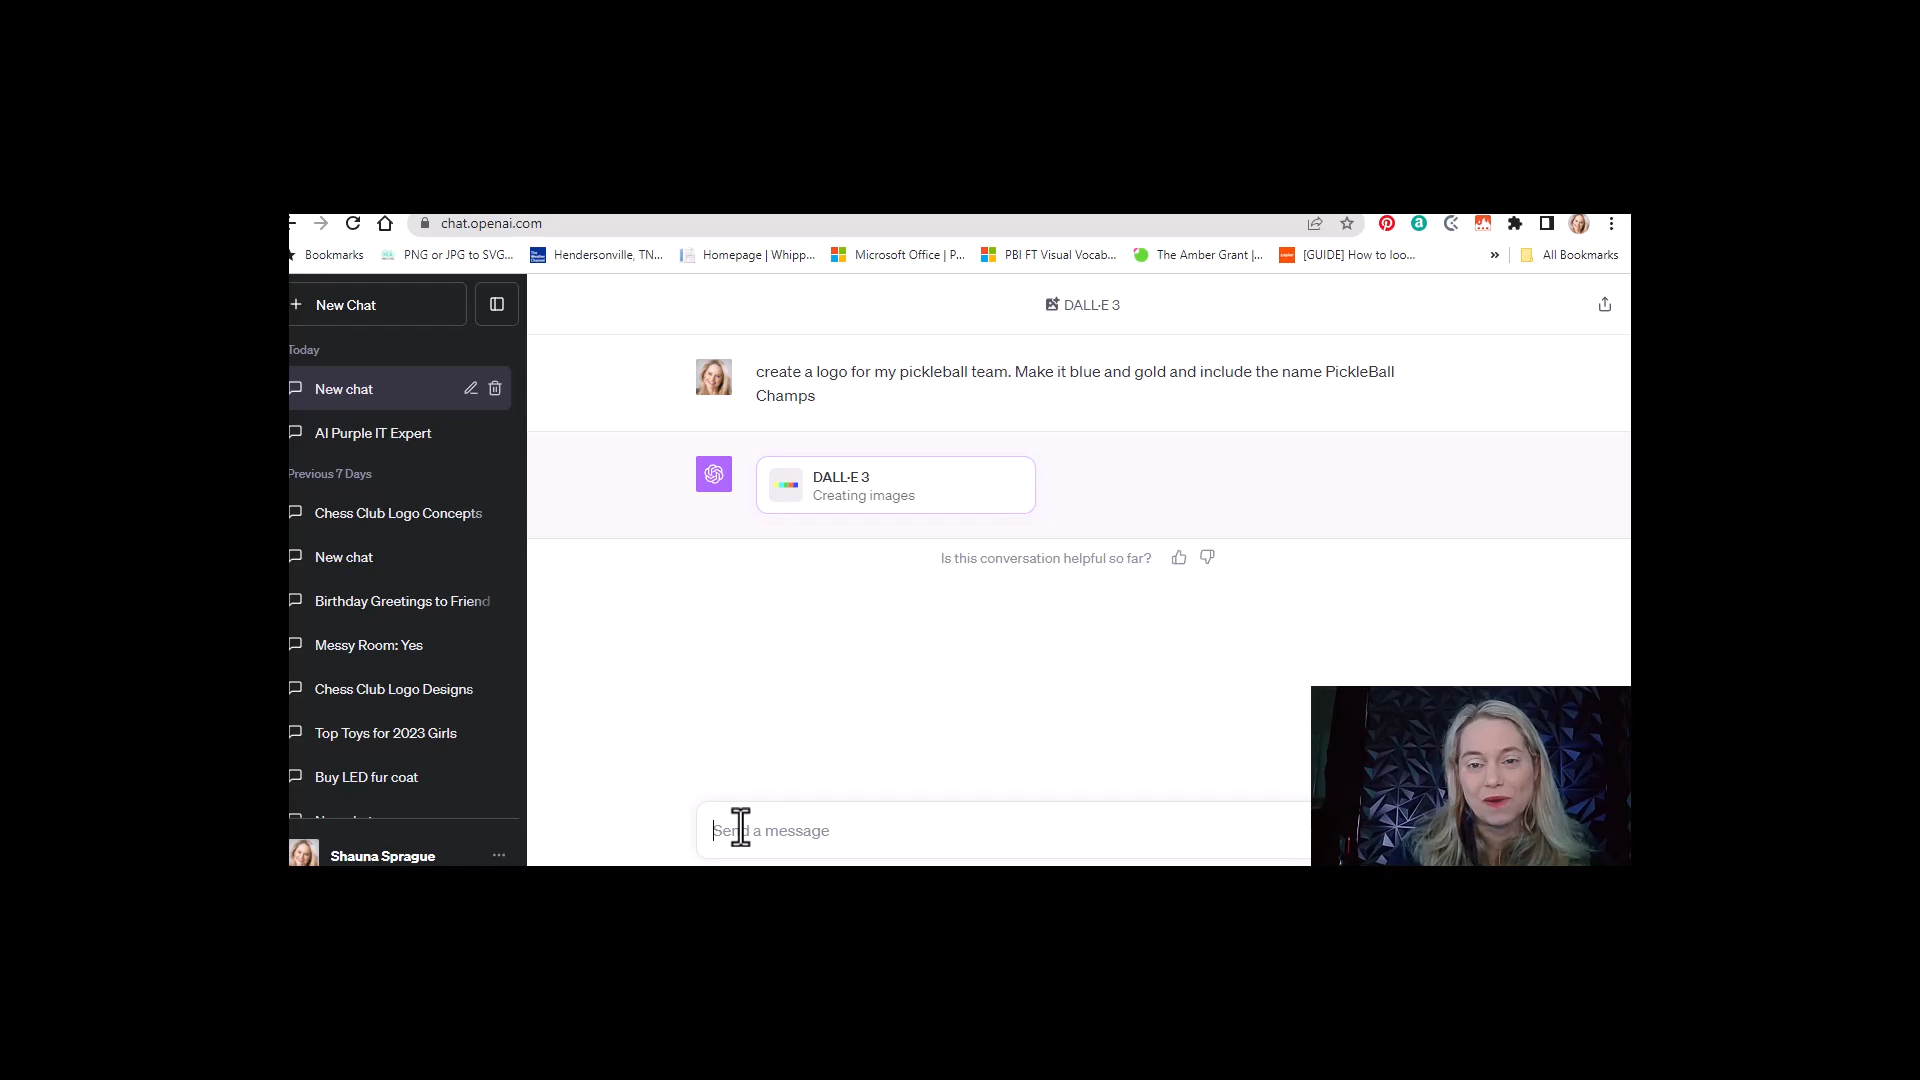 chat.openai.com
Bookmarks PNG or JPG to SVG... Hendersonville, TN... Homepage | Whipp... Microsoft Office | P... PBI FT Visual Vocab... The Amber Grant |... [GUIDE] How to loo... » All Bookmarks
+ New Chat
DALL·E 3
Today
New chat
AI Purple IT Expert
Previous 7 Days
Chess Club Logo Concepts
New chat
Birthday Greetings to Friend
Messy Room: Yes
Chess Club Logo Designs
Top Toys for 2023 Girls
Buy LED fur coat
Shauna Sprague
create a logo for my pickleball team. Make it blue and gold and include the name PickleBall
Champs
DALL·E 3
Creating images
Is this conversation helpful so far?
Send a message